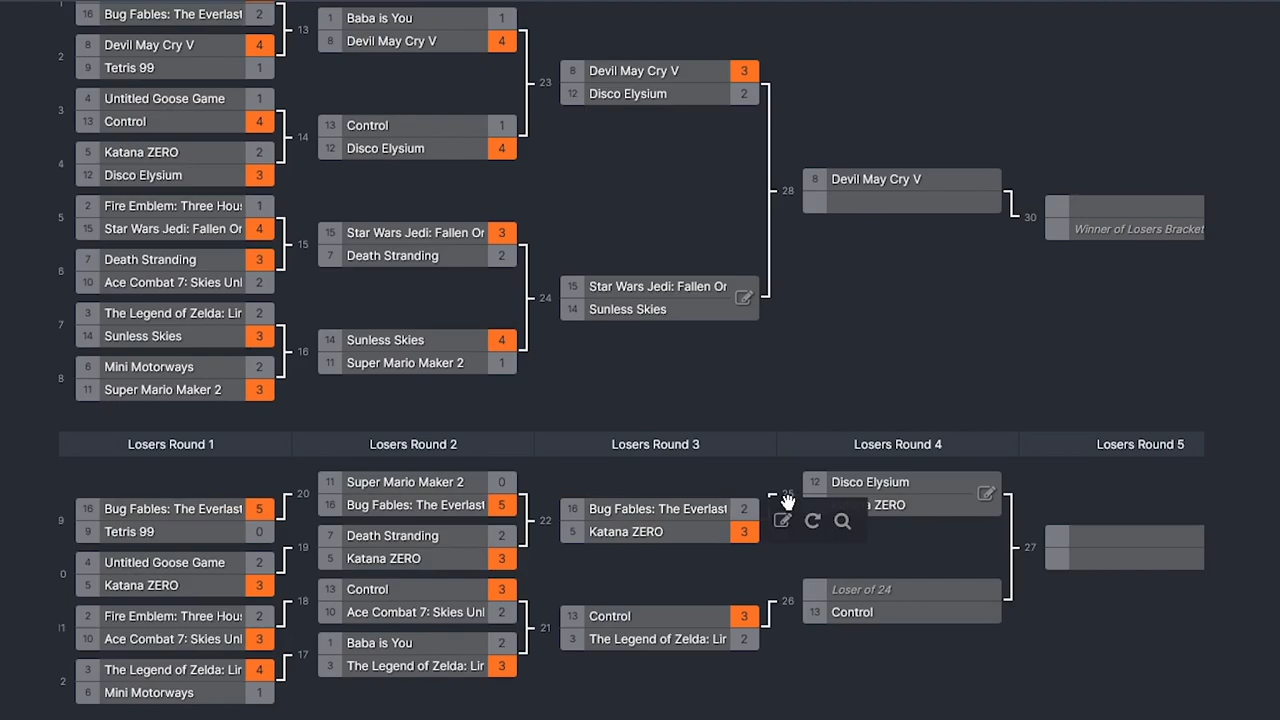 16 Bug Fables: The Everlast 2
2
8 Devil May Cry V 4
9 Tetris 99 1
3
4 Untitled Goose Game 1
13 Control 4
4
5 Katana ZERO 2
12 Disco Elysium 3
5
2 Fire Emblem: Three Hou 1
15 Star Wars Jedi: Fallen Or 4
6
7 Death Stranding 3
10 Ace Combat 7: Skies Unl 2
7
3 The Legend of Zelda: Lir 2
14 Sunless Skies 3
8
6 Mini Motorways 2
11 Super Mario Maker 2 3
13
1 Baba is You 1
8 Devil May Cry V 4
14
13 Control 1
12 Disco Elysium 4
15
15 Star Wars Jedi: Fallen Or 3
7 Death Stranding 2
16
14 Sunless Skies 4
11 Super Mario Maker 2 1
23
8 Devil May Cry V 3
12 Disco Elysium 2
24
15 Star Wars Jedi: Fallen Or
14 Sunless Skies
28
8 Devil May Cry V
30
Winner of Losers Bracket
Losers Round 1 Losers Round 2 Losers Round 3 Losers Round 4 Losers Round 5
9
16 Bug Fables: The Everlast 5
9 Tetris 99 0
0
4 Untitled Goose Game 2
5 Katana ZERO 3
11
2 Fire Emblem: Three Hou 2
10 Ace Combat 7: Skies Unl 3
2
3 The Legend of Zelda: Lir 4
6 Mini Motorways 1
20
11 Super Mario Maker 2 0
16 Bug Fables: The Everlast 5
19
7 Death Stranding 2
5 Katana ZERO 3
18
13 Control 3
10 Ace Combat 7: Skies Unl 2
17
1 Baba is You 2
3 The Legend of Zelda: Lir 3
22
16 Bug Fables: The Everlast 2
5 Katana ZERO 3
21
13 Control 3
3 The Legend of Zelda: Lir 2
12 Disco Elysium
ZERO
26
Loser of 24
13 Control
27